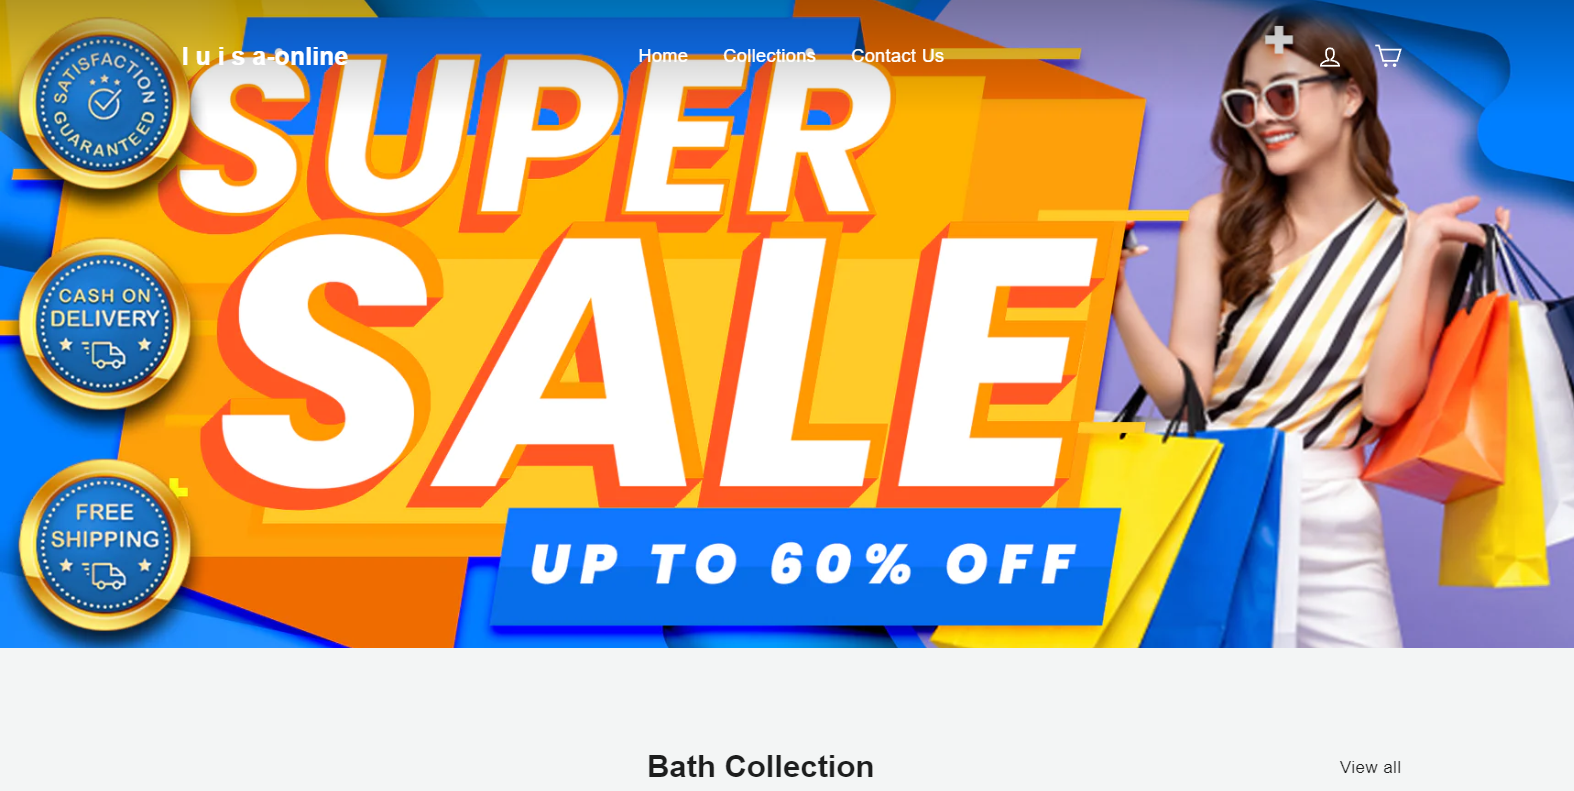 l u i s a-online
Home
Collections
Contact Us
SATISFACTION
GUARANTEED
SUPER
SALE
CASH ON
DELIVERY
FREE
SHIPPING
UP TO 60% OFF
Bath Collection
View all